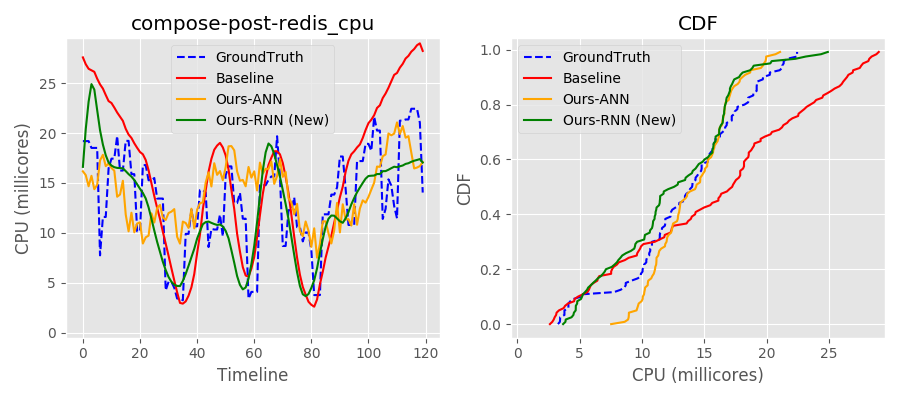 compose-post-redis_cpu
CPU (millicores)
0
5
10
15
20
25
GroundTruth
Baseline
Ours-ANN
Ours-RNN (New)
0 20 40 60 80 100 120
Timeline
CDF
CDF
0.0
0.2
0.4
0.6
0.8
1.0
GroundTruth
Baseline
Ours-ANN
Ours-RNN (New)
0 5 10 15 20 25
CPU (millicores)